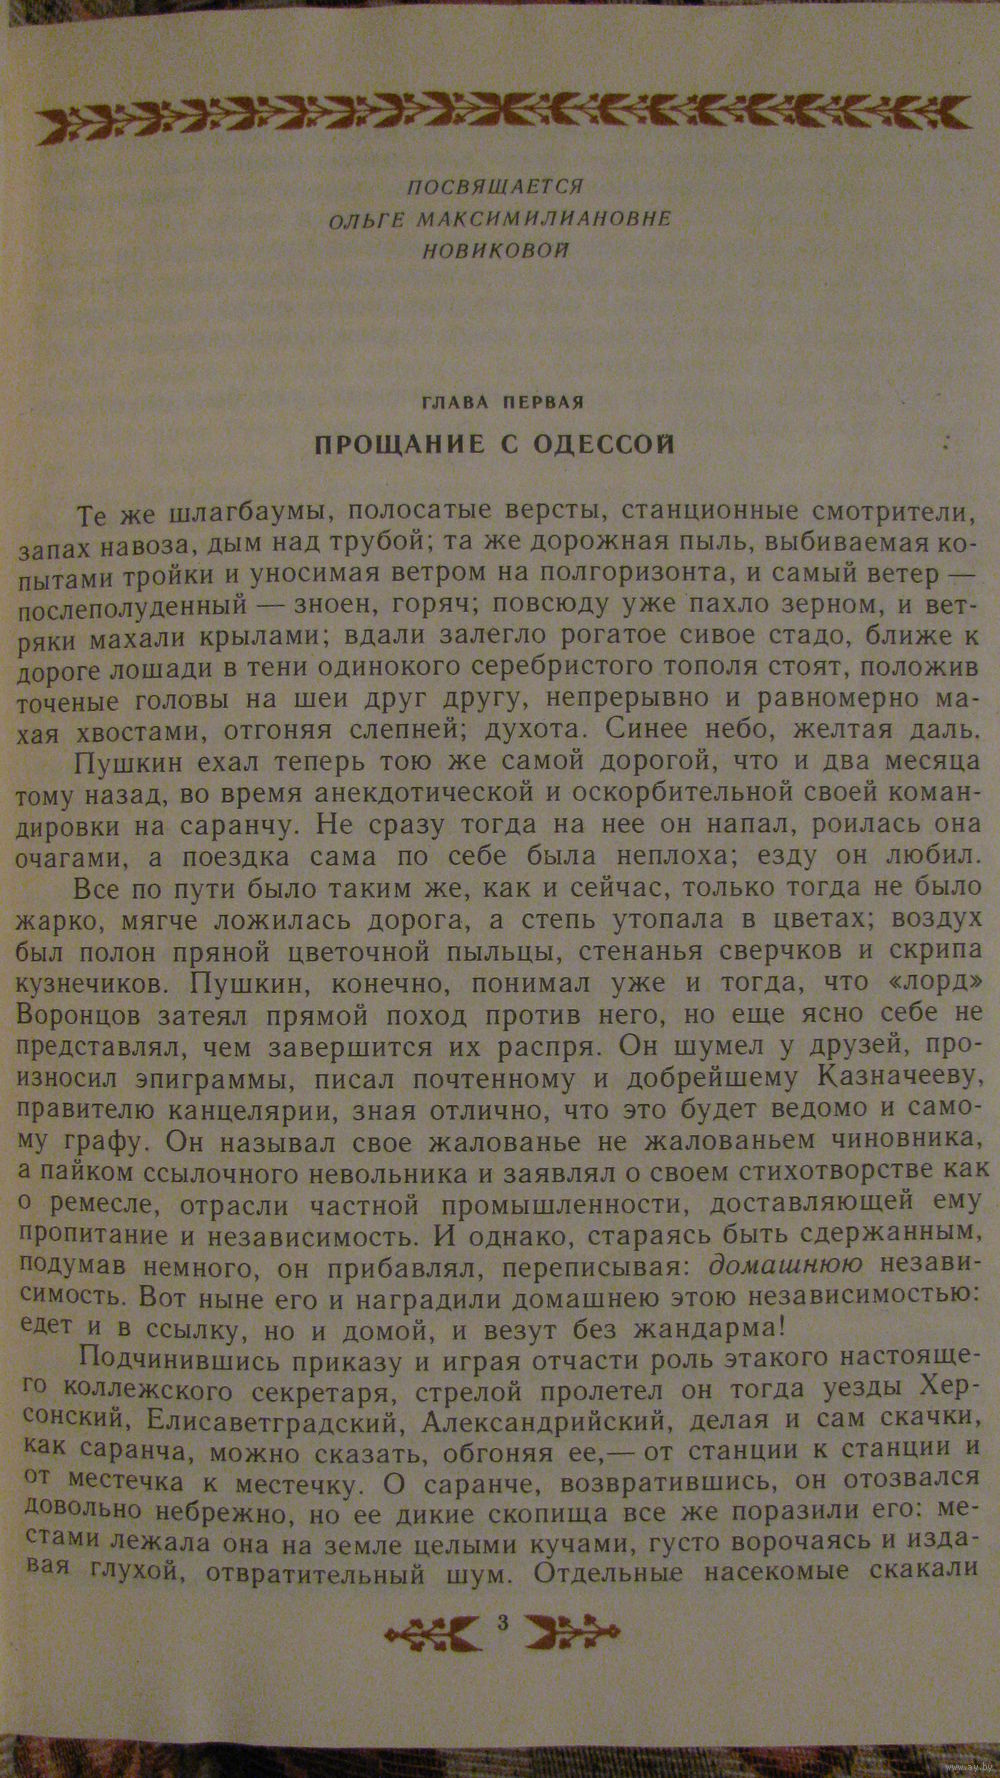 ПОСВЯЩАЕТСЯ
ОЛЬГЕ МАКСИМИЛИАНОВНЕ
НОВИКОВОЙ
ГЛАВА ПЕРВАЯ
ПРОЩАНИЕ С ОДЕССОЙ
Те же шлагбаумы, полосатые версты, станционные смотрители,
запах навоза, дым над трубой; та же дорожная пыль, выбиваемая ко-
пытами тройки и уносимая ветром на полгоризонта, и самый ветер —
послеполуденный — зноен, горяч; повсюду уже пахло зерном, и вет-
ряки махали крыльями; вдали залегло рогатое сивое стадо, ближе к
дороге лошади в тени одинокого серебристого тополя стоят, положив
точеные головы на шеи друг другу, непрерывно и равномерно ма-
хая хвостами, отгоняя слепней; духота. Синее небо, желтая даль.
Пушкин ехал теперь тою же самой дорогой, что и два месяца
тому назад, во время анекдотической и оскорбительной своей коман-
дировки на саранчу. Не сразу тогда на нее он напал, роилась она
очагами, а поездка сама по себе была неплоха; езду он любил.
Все по пути было таким же, как и сейчас, только тогда не было
жарко, мягче ложилась дорога, а степь утопала в цветах; воздух
был полон пряной цветочной пыльцы, стенанья сверчков и скрипа
кузнечиков. Пушкин, конечно, понимал уже и тогда, что «лорд»
Воронцов затеял прямой поход против него, но еще ясно себе не
представлял, чем завершится их распря. Он шумел у друзей, про-
износил эпиграммы, писал почтенному и добрейшему Казначееву,
правителю канцелярии, зная отлично, что это будет ведомо и само-
му графу. Он называл свое жалованье не жалованьем чиновника,
а пайком ссылочного невольника и заявлял о своем стихотворстве как
о ремесле, отрасли частной промышленности, доставляющей ему
пропитание и независимость. И однако, стараясь быть сдержанным,
подумав немного, он прибавлял, переписывая: домашнюю незави-
симость. Вот ныне его и наградили домашнею этою независимостью:
едет и в ссылку, но и домой, и везут без жандарма!
Подчинившись приказу и играя отчасти роль этакого настояще-
го коллежского секретаря, стрелой пролетел он тогда уезды Хер-
сонский, Елисаветградский, Александрийский, делая и сам скачки,
как саранча, можно сказать, обгоняя ее,— от станции к станции и
от местечка к местечку. О саранче, возвратившись, он отозвался
довольно небрежно, но ее дикие скопища все же поразили его: ме-
стами лежала она на земле целыми кучами, густо ворочаясь и изда-
вая глухой, отвратительный шум. Отдельные насекомые скакали
3
www.ay.by